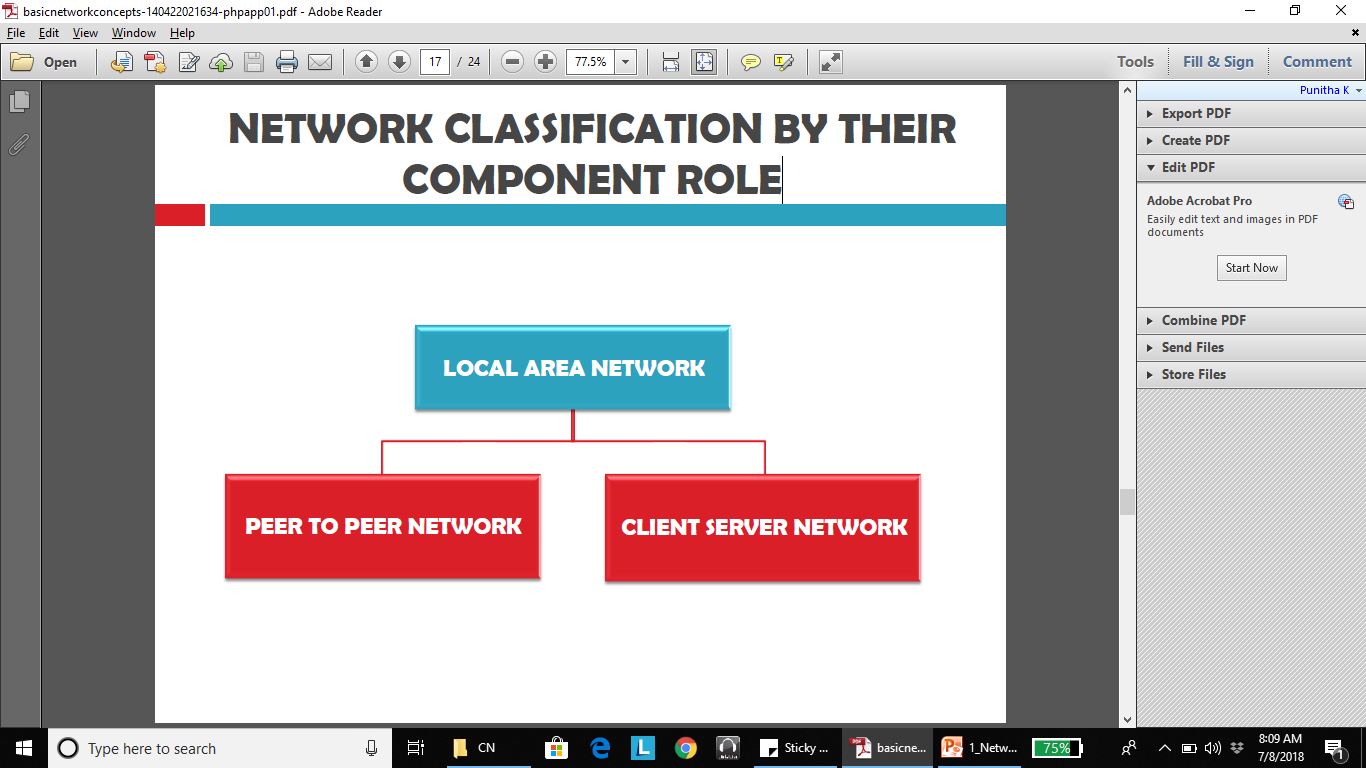 basicnetworkconcepts-140422021634-phpapp01.pdf - Adobe Reader
File Edit View Window Help
Open 17 / 24 77.5% Tools Fill & Sign Comment
Punitha K
Export PDF
Create PDF
Edit PDF
Adobe Acrobat Pro
Easily edit text and images in PDF
documents
Start Now
Combine PDF
Send Files
Store Files
NETWORK CLASSIFICATION BY THEIR
COMPONENT ROLE
LOCAL AREA NETWORK
PEER TO PEER NETWORK
CLIENT SERVER NETWORK
Type here to search
CN
L
Sticky ...
basicne...
1_Netw...
75%
8:09 AM
7/8/2018
1